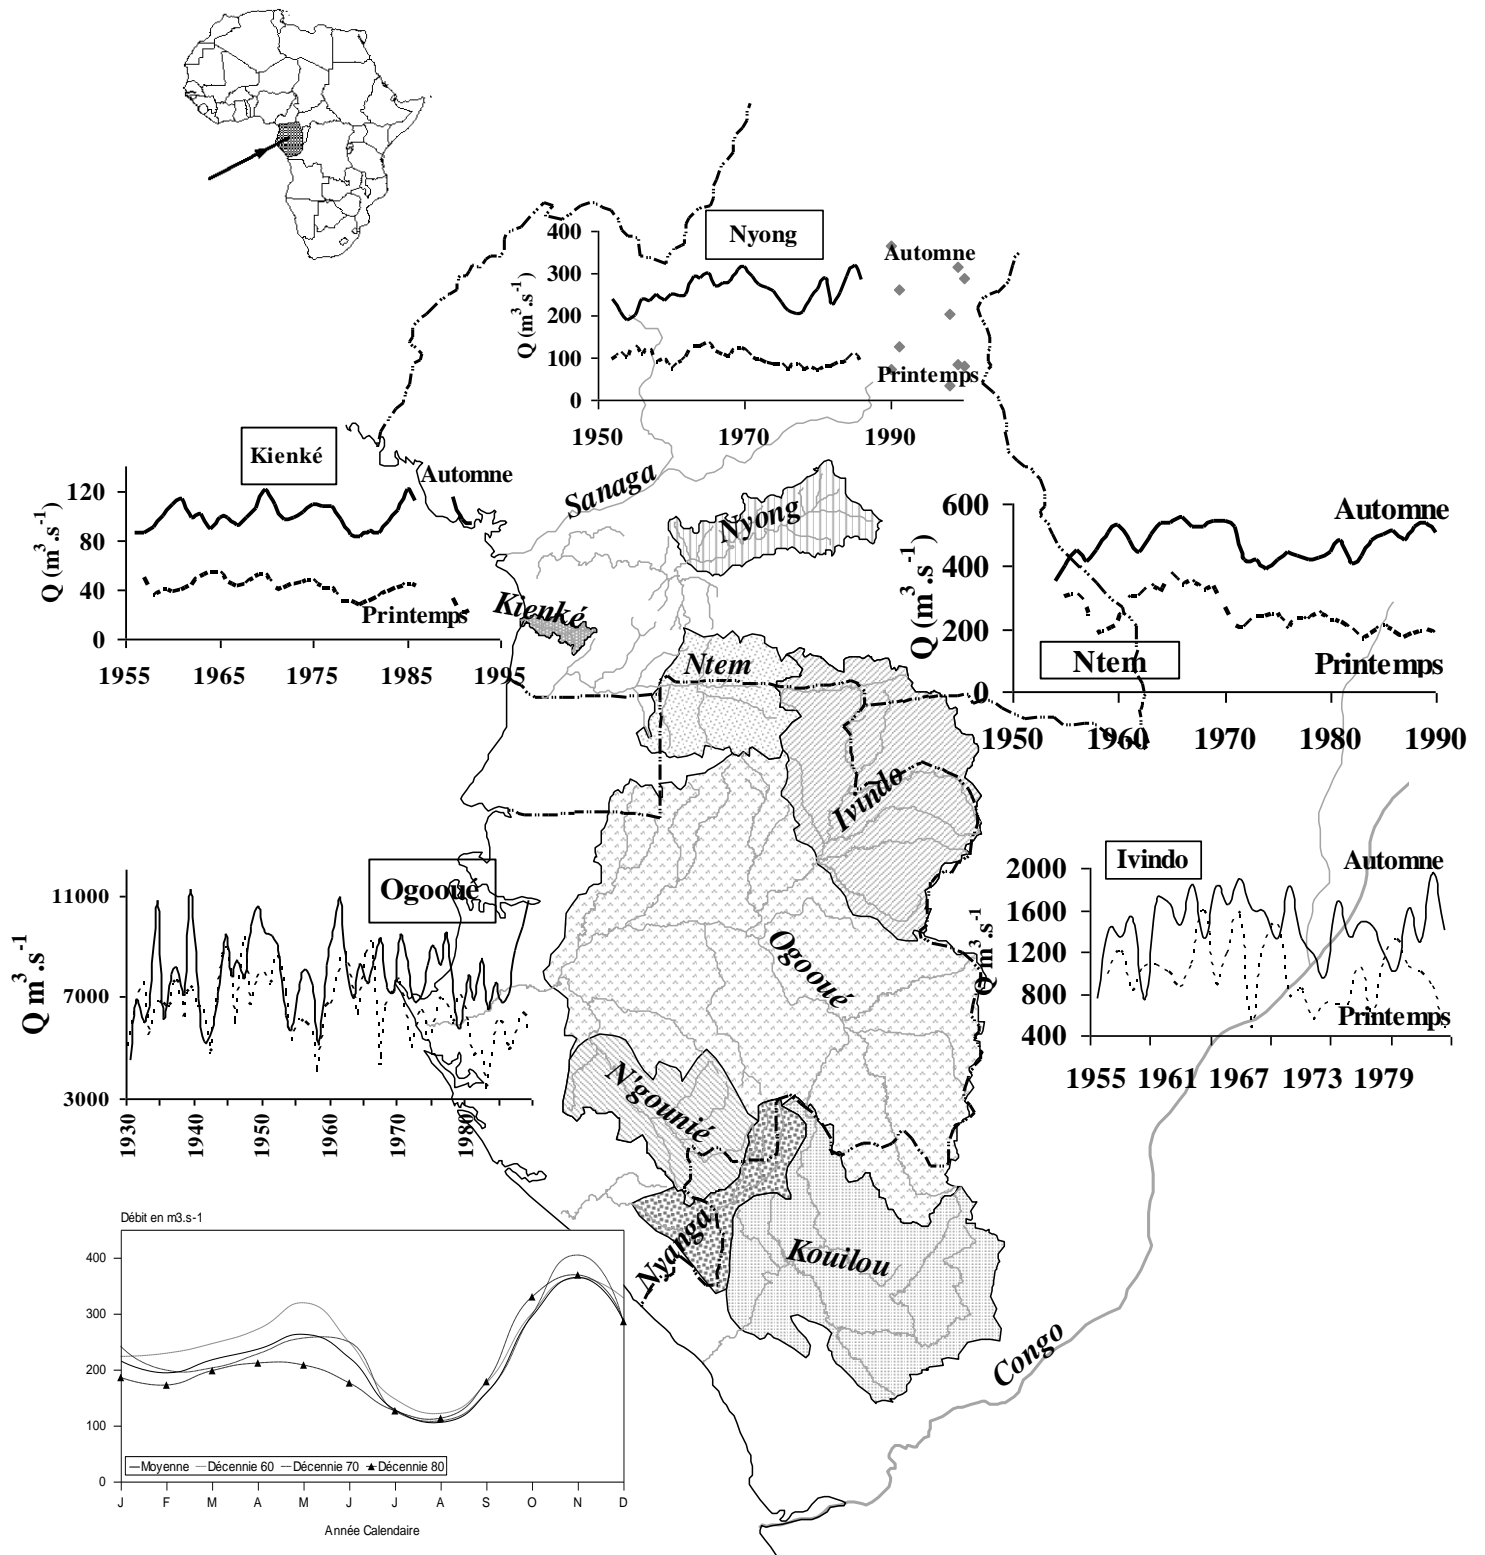 Nyong
400
300
200
100
0
Q (m³.s⁻¹)
Automne
Printemps
1950
1970
1990
Kienké
120
80
40
0
Q (m³.s⁻¹)
Automne
Printemps
1955
1965
1975
1985
1995
Sanaga
Nyong
Kienké
Ntem
Ivindo
Ogooué
N'gounié
Nyanga
Kouilou
Congo
600
400
200
0
Q (m³.s⁻¹)
Automne
Ntem
Printemps
1950
1960
1970
1980
1990
Ogooué
11000
7000
3000
Q m³.s⁻¹
1930
1940
1950
1960
1970
1980
Ivindo
2000
1600
1200
800
400
Q m³.s⁻¹
Automne
Printemps
1955 1961 1967 1973 1979
Débit en m3.s-1
400
300
200
100
0
Moyenne Décennie 60 Décennie 70 Décennie 80
J F M A M J J A S O N D
Année Calendaire